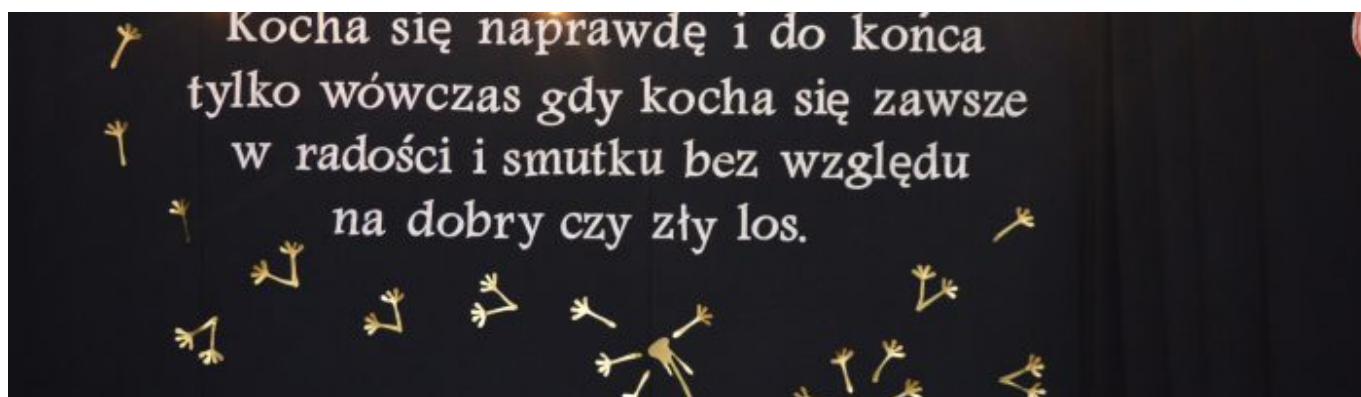 Kocha się naprawdę i do końca
tylko wówczas gdy kocha się zawsze
w radości i smutku bez względu
na dobry czy zły los.